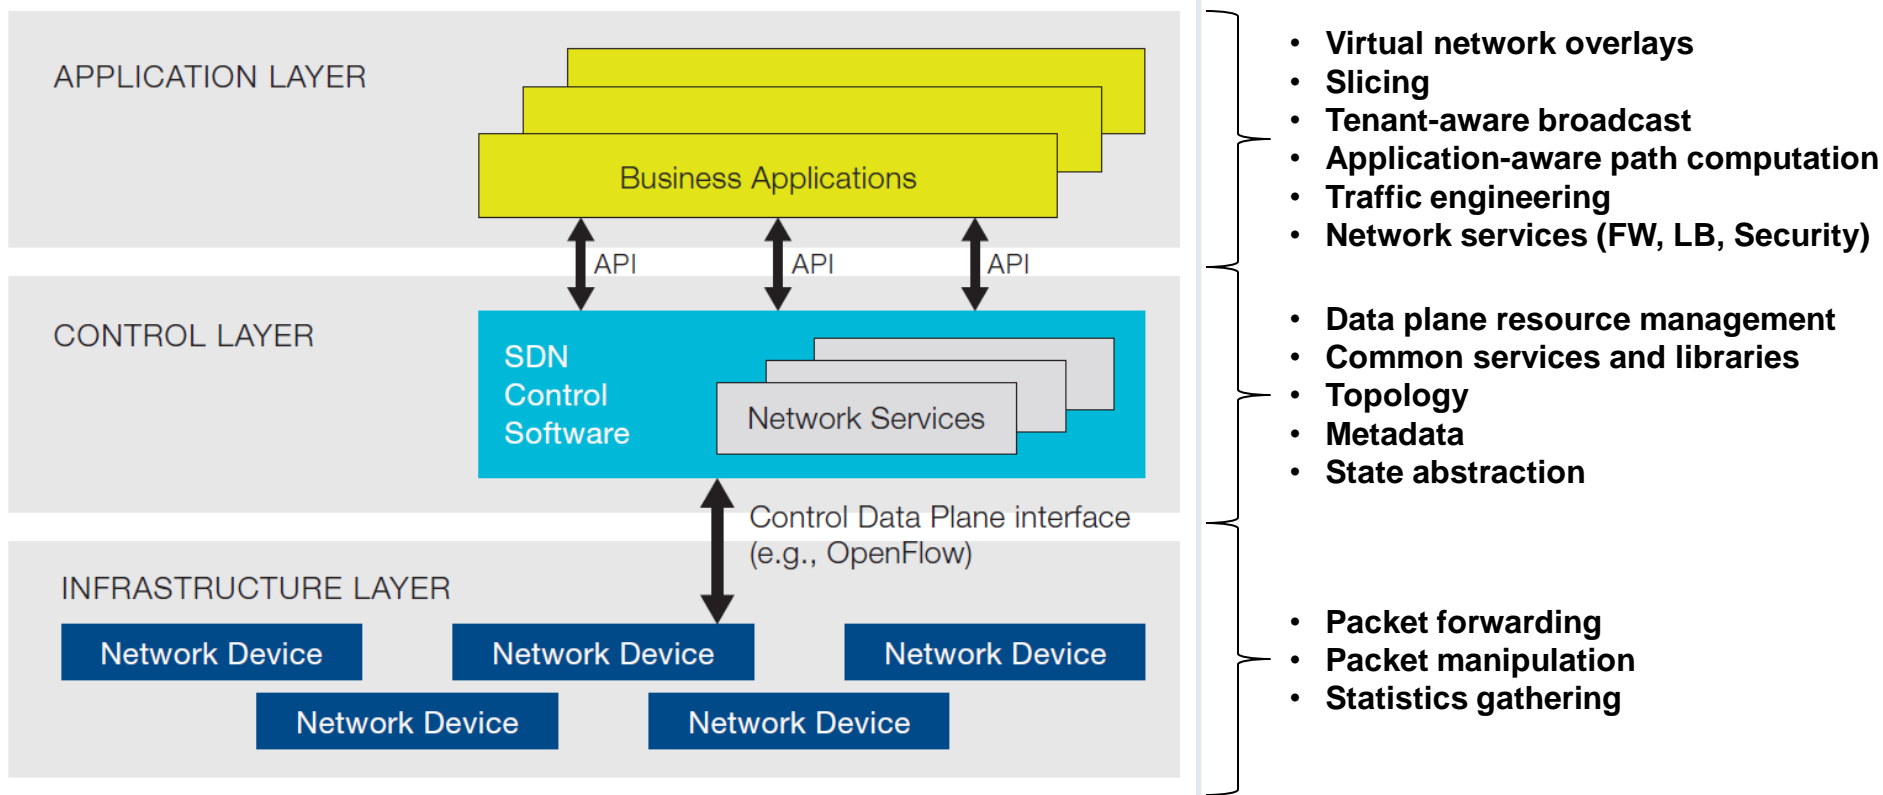 APPLICATION LAYER
Business Applications
API
API
API
CONTROL LAYER
SDN
Control
Software
Network Services
Control Data Plane interface
(e.g., OpenFlow)
INFRASTRUCTURE LAYER
Network Device
Network Device
Network Device
Network Device
Network Device
• Virtual network overlays
• Slicing
• Tenant-aware broadcast
• Application-aware path computation
• Traffic engineering
• Network services (FW, LB, Security)
• Data plane resource management
• Common services and libraries
• Topology
• Metadata
• State abstraction
• Packet forwarding
• Packet manipulation
• Statistics gathering